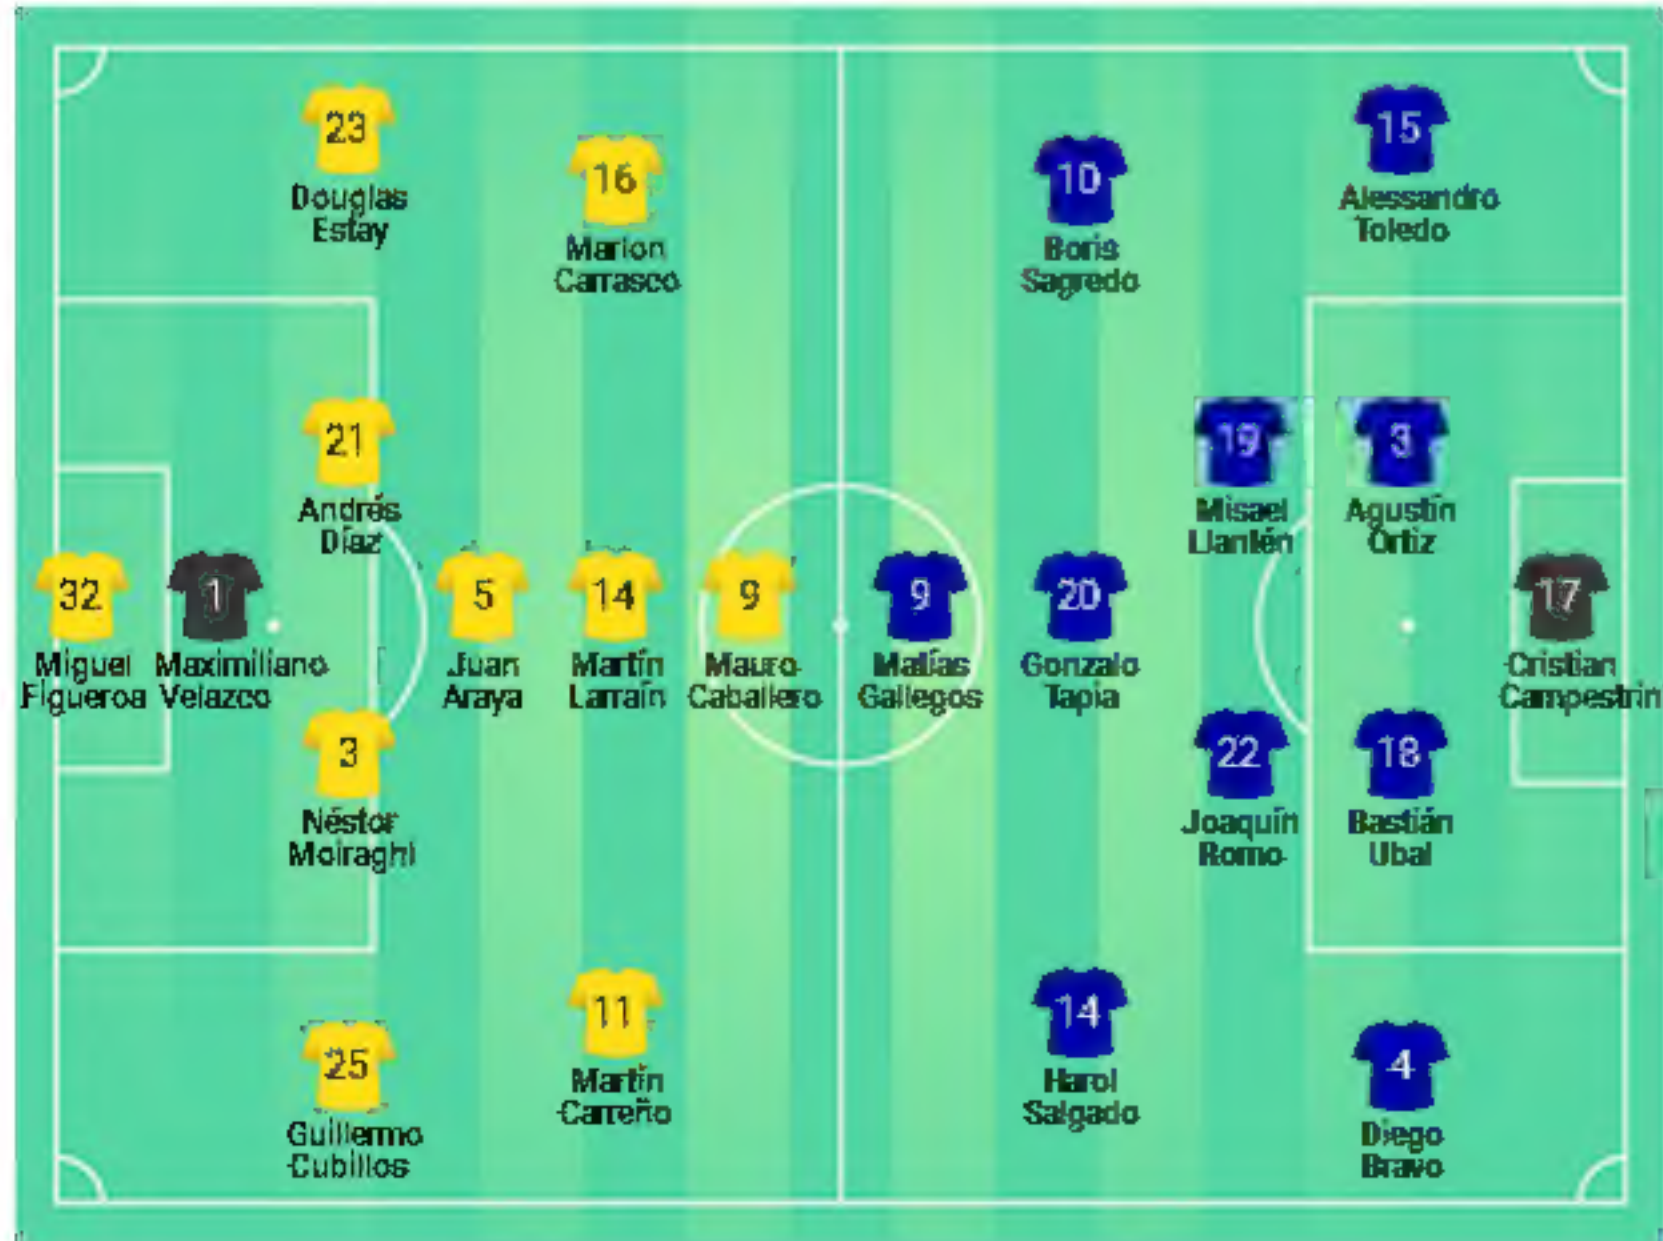 23
Douglas
Estay
16
Marlon
Carrasco
21
Andrés
Díaz
32
Miguel
Figueroa
1
Maximiliano
Velazco
5
Juan
Araya
14
Martín
Larraín
9
Mauro
Caballero
3
Néstor
Moiraghi
11
Martín
Carreño
25
Guillermo
Cubillos
15
Alessandro
Toledo
10
Boris
Sagredo
19
Misael
Llantén
3
Agustín
Ortiz
9
Matías
Gallegos
20
Gonzalo
Tapia
17
Cristian
Campestrin
22
Joaquín
Romo
18
Bastián
Ubal
14
Harol
Salgado
4
Diego
Bravo